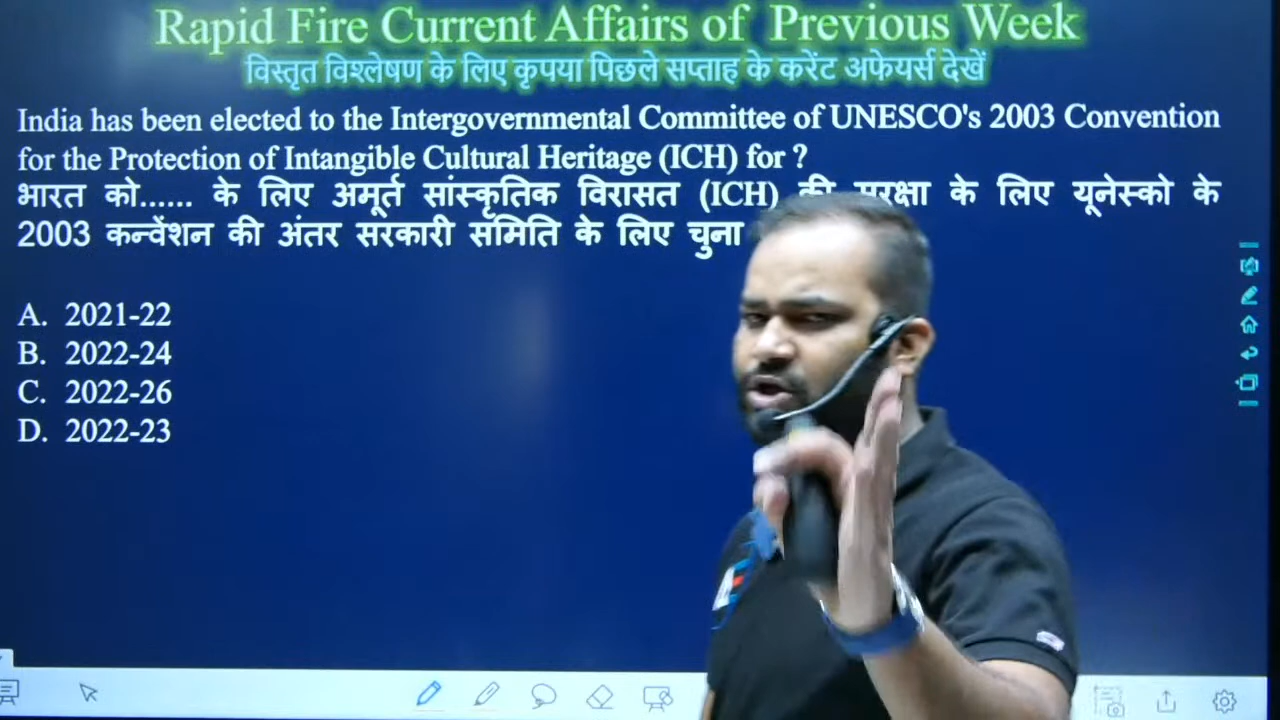 Rapid Fire Current Affairs of Previous Week
विस्तृत विश्लेषण के लिए कृपया पिछले सप्ताह के करेंट अफेयर्स देखें
India has been elected to the Intergovernmental Committee of UNESCO's 2003 Convention
for the Protection of Intangible Cultural Heritage (ICH) for ?
भारत को...... के लिए अमूर्त सांस्कृतिक विरासत (ICH) की सुरक्षा के लिए यूनेस्को के
2003 कन्वेंशन की अंतर सरकारी समिति के लिए चुना
A. 2021-22
B. 2022-24
C. 2022-26
D. 2022-23